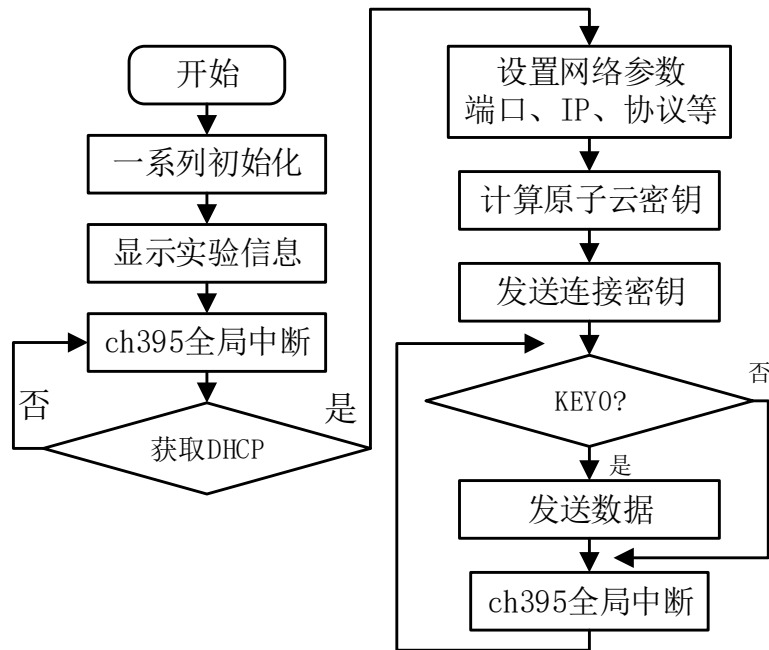 开始
一系列初始化
显示实验信息
ch395全局中断
否
是
获取DHCP
设置网络参数
端口、IP、协议等
计算原子云密钥
发送连接密钥
否
KEY0?
是
发送数据
ch395全局中断